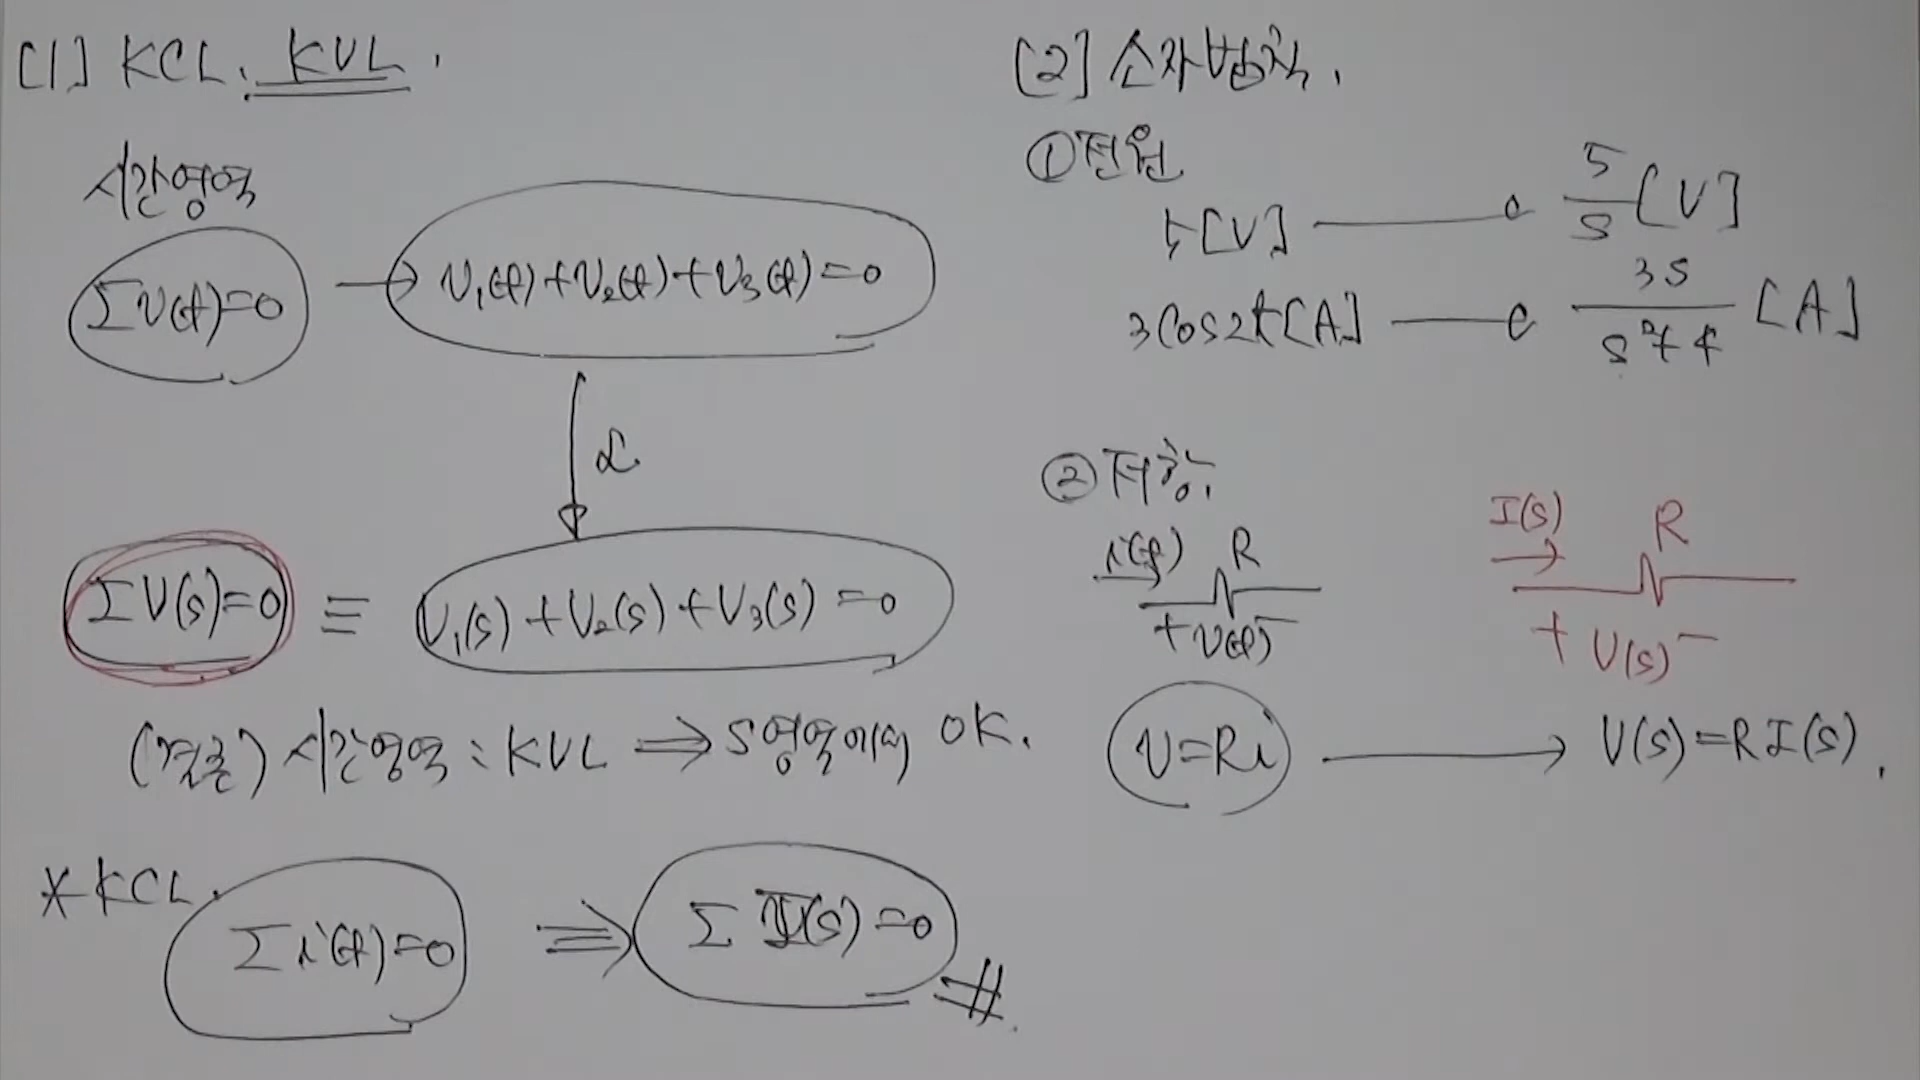 [1] KCL, KVL.
시간영역
Σv(t)=0 → v₁(t)+v₂(t)+v₃(t)=0
ℒ
ΣV(s)=0 ≡ V₁(s)+V₂(s)+V₃(s)=0
(결론) 시간영역 : KVL ⇒ S영역에서 OK.
*KCL.
Σi(t)=0 ⇒ ΣI(s)=0 #
[2] 소자법칙.
① 전원
5[V] ─○ 5/s [V]
3cos2t[A] ─○ 3s/(s²+4) [A]
② 저항.
i(t) R
+ v(t) −
I(s) R
+ V(s) −
v=Ri → V(s)=RI(s).